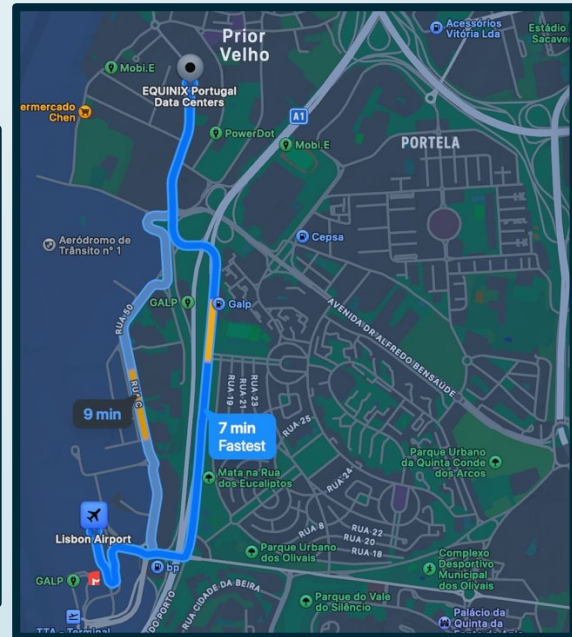 Prior
Velho
Acessórios
Vitória Lda
Estádio
Sacavem
Mobi.E
EQUINIX Portugal
Data Centers
ermercado
Chen
A1
PowerDot
Mobi.E
PORTELA
Aeródromo de
Trânsito nº 1
Cepsa
GALP
Galp
RUA-50
AVENIDA DR ALFREDO BENSAÚDE
RUA C
RUA-19
RUA-21
RUA-23
9 min
7 min
Fastest
RUA-25
Parque Urbano
da Quinta Conde
dos Arcos
Mata na Rua
dos Eucaliptos
RUA-24
Lisbon Airport
RUA-8
RUA-22
RUA-20
RUA-18
Parque Urbano
dos Olivais
bp
GALP
Complexo
Desportivo
Municipal
dos Olivais
RUA CIDADE DA BEIRA
DO PORTO
Parque do Vale
do Silêncio
Palácio da
Quinta da
TTA - Terminal